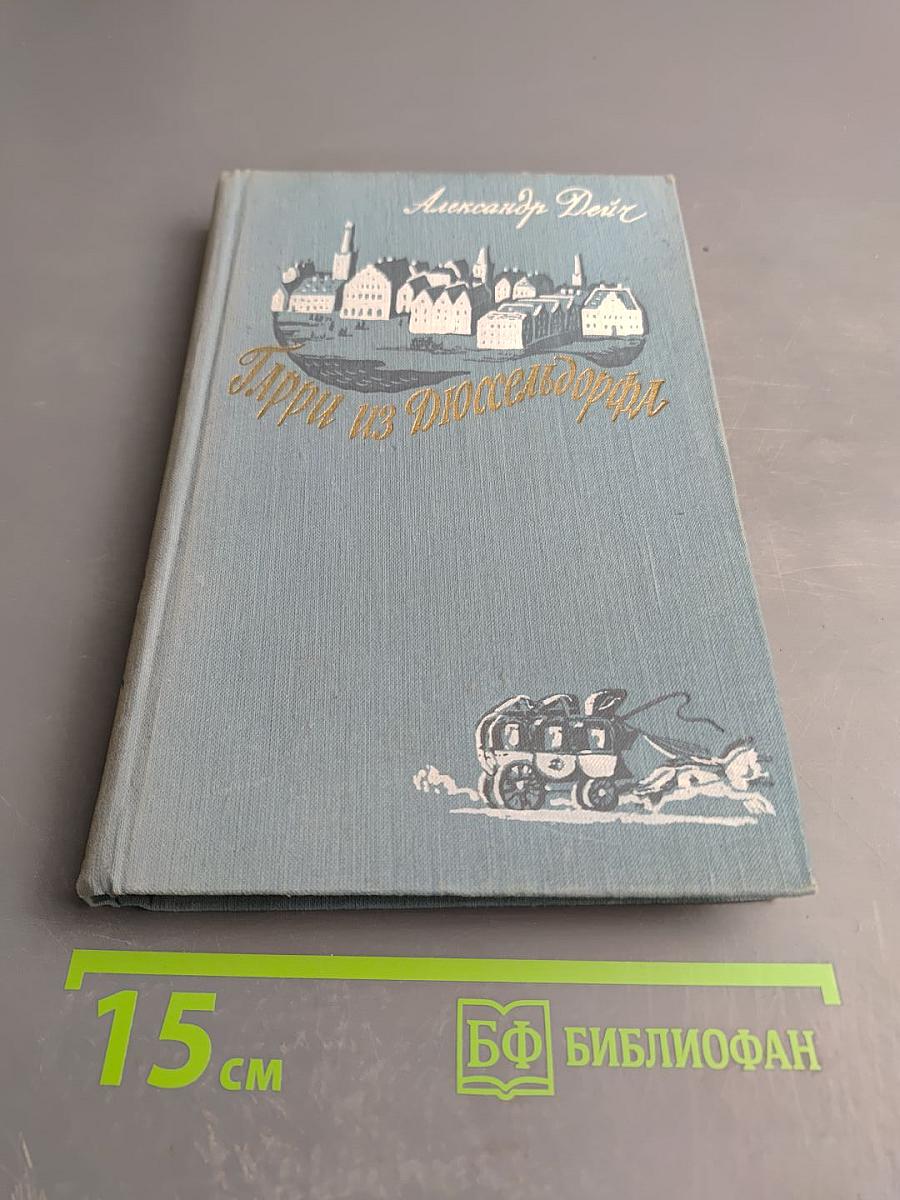 Александр Дейч
Гарри из Дюссельдорфа
15 см
БФ БИБЛИОФАН